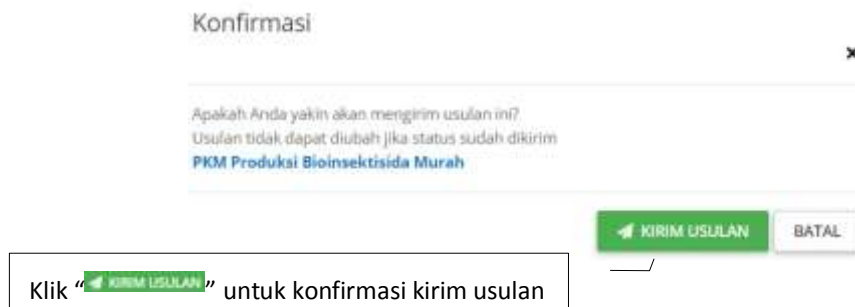 Konfirmasi
×
Apakah Anda yakin akan mengirim usulan ini?
Usulan tidak dapat diubah jika status sudah dikirim
PKM Produksi Bioinsektisida Murah
KIRIM USULAN BATAL
Klik “KIRIM USULAN” untuk konfirmasi kirim usulan